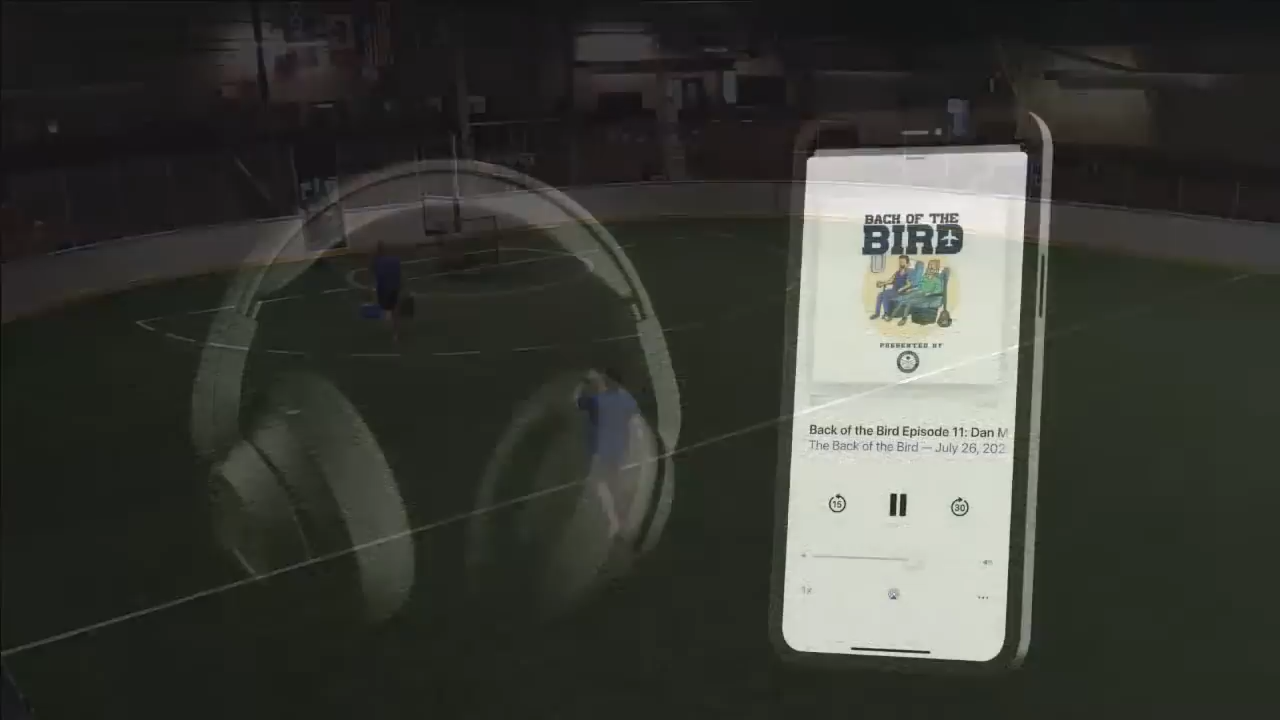 BACK OF THE
BIRD
PRESENTED BY
Back of the Bird Episode 11: Dan M
The Back of the Bird — July 26, 202
15
30
1x